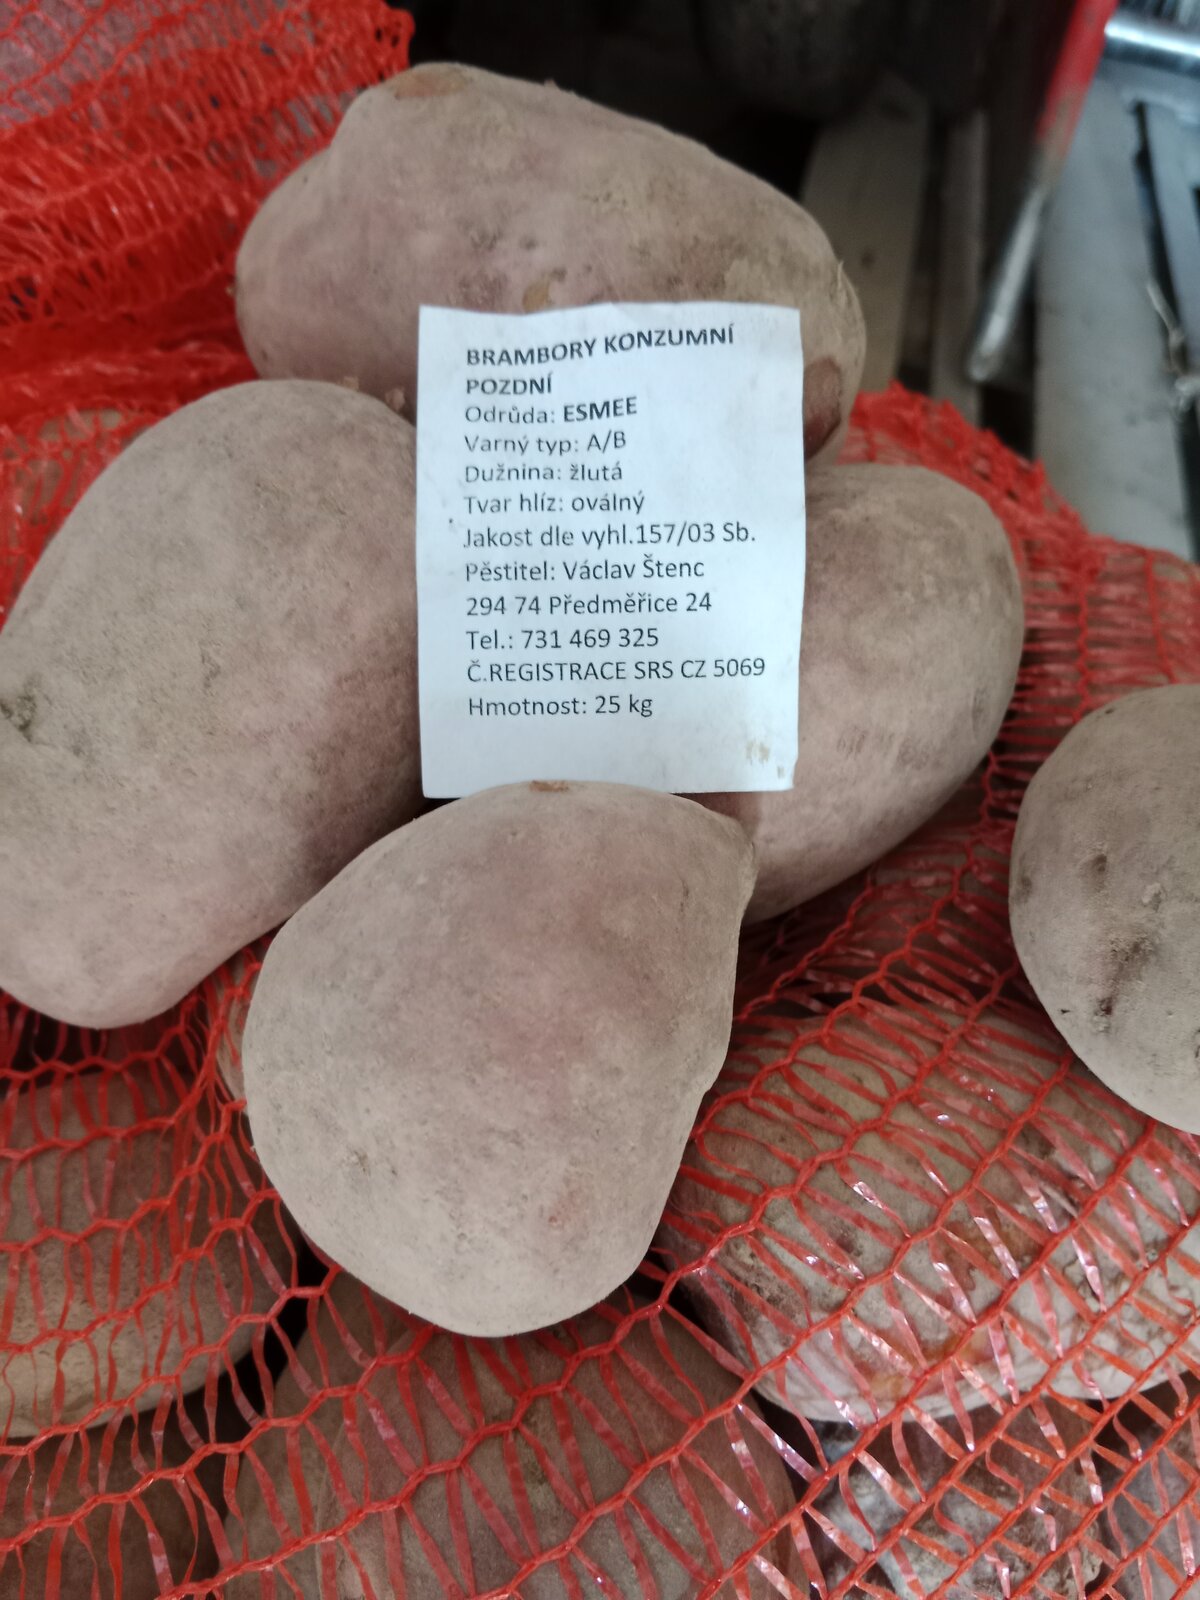 BRAMBORY KONZUMNÍ
POZDNÍ
Odrůda: ESMEE
Varný typ: A/B
Dužnina: žlutá
Tvar hlíz: oválný
Jakost dle vyhl.157/03 Sb.
Pěstitel: Václav Štenc
294 74 Předměřice 24
Tel.: 731 469 325
Č.REGISTRACE SRS CZ 5069
Hmotnost: 25 kg